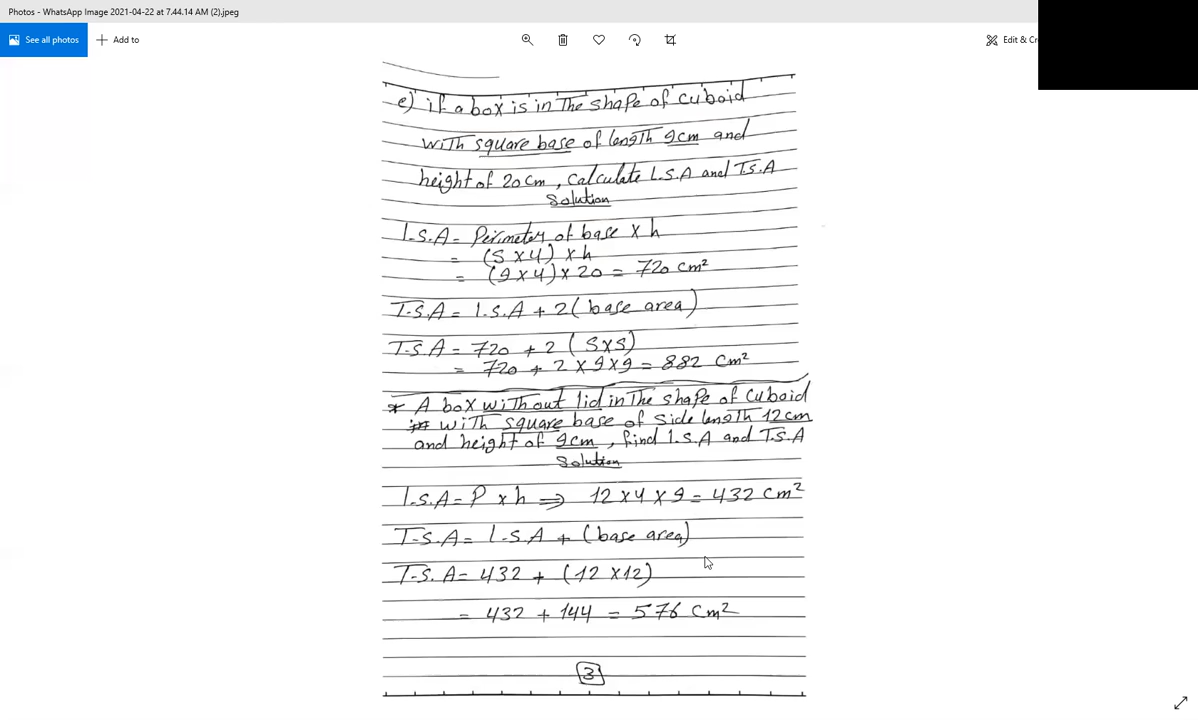 Photos - WhatsApp Image 2021-04-22 at 7.44.14 AM (2).jpeg
See all photos
Add to
Edit & Cr
e) if a box is in The shape of cuboid
with square base of length 9cm and
height of 20 cm, calculate L.S.A and T.S.A
Solution
L.S.A = Perimeter of base x h
= (S x 4) x h
= (9 x 4) x 20 = 720 cm²
T.S.A = L.S.A + 2 (base area)
T.S.A = 720 + 2 (S x S)
= 720 + 2 x 9 x 9 = 882 cm²
* A box without lid in The shape of cuboid
with square base of side length 12 cm
and height of 9cm, find L.S.A and T.S.A
Solution
L.S.A = P x h ⇒ 12 x 4 x 9 = 432 cm²
T.S.A = L.S.A + (base area)
T.S.A = 432 + (12 x 12)
= 432 + 144 = 576 cm²
3